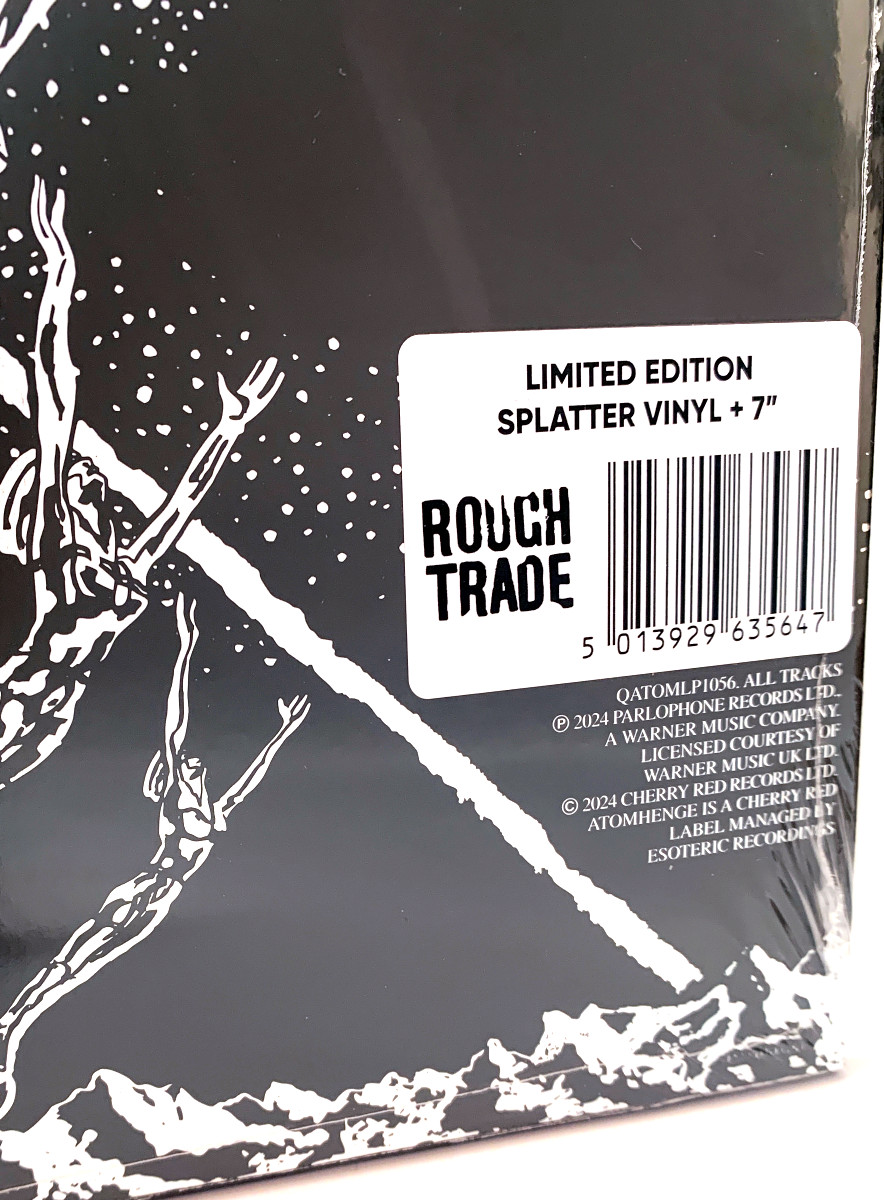 LIMITED EDITION
SPLATTER VINYL + 7"
ROUGH
TRADE
5 013929 635647
QATOMLP1056. ALL TRACKS
℗ 2024 PARLOPHONE RECORDS LTD.,
A WARNER MUSIC COMPANY.
LICENSED COURTESY OF
WARNER MUSIC UK LTD.
© 2024 CHERRY RED RECORDS LTD.
ATOMHENGE IS A CHERRY RED
LABEL MANAGED BY
ESOTERIC RECORDINGS